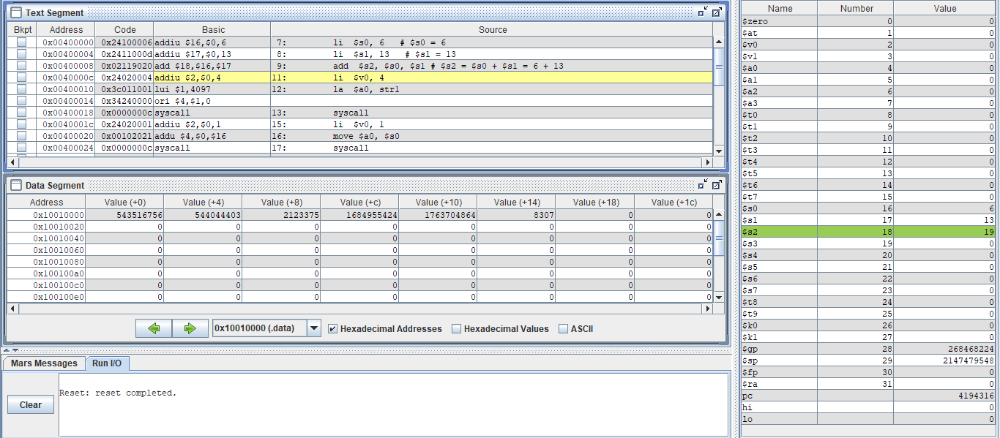 Text Segment
Bkpt Address Code Basic Source
0x00400000 0x24100006 addiu $16,$0,6 7: li $s0, 6 # $s0 = 6
0x00400004 0x2411000d addiu $17,$0,13 8: li $s1, 13 # $s1 = 13
0x00400008 0x02119020 add $18,$16,$17 9: add $s2, $s0, $s1 # $s2 = $s0 + $s1 = 6 + 13
0x0040000c 0x24020004 addiu $2,$0,4 11: li $v0, 4
0x00400010 0x3c011001 lui $1,4097 12: la $a0, str1
0x00400014 0x34240000 ori $4,$1,0
0x00400018 0x0000000c syscall 13: syscall
0x0040001c 0x24020001 addiu $2,$0,1 15: li $v0, 1
0x00400020 0x00102021 addu $4,$0,$16 16: move $a0, $s0
0x00400024 0x0000000c syscall 17: syscall
Data Segment
Address Value (+0) Value (+4) Value (+8) Value (+c) Value (+10) Value (+14) Value (+18) Value (+1c)
0x10010000 543516756 544044403 2123375 1684955424 1763704864 8307 0 0
0x10010020 0 0 0 0 0 0 0 0
0x10010040 0 0 0 0 0 0 0 0
0x10010060 0 0 0 0 0 0 0 0
0x10010080 0 0 0 0 0 0 0 0
0x100100a0 0 0 0 0 0 0 0 0
0x100100c0 0 0 0 0 0 0 0 0
0x100100e0 0 0 0 0 0 0 0 0
0x10010000 (.data) Hexadecimal Addresses Hexadecimal Values ASCII
Mars Messages Run I/O
Clear
Reset: reset completed.
Name Number Value
$zero 0 0
$at 1 0
$v0 2 0
$v1 3 0
$a0 4 0
$a1 5 0
$a2 6 0
$a3 7 0
$t0 8 0
$t1 9 0
$t2 10 0
$t3 11 0
$t4 12 0
$t5 13 0
$t6 14 0
$t7 15 0
$s0 16 6
$s1 17 13
$s2 18 19
$s3 19 0
$s4 20 0
$s5 21 0
$s6 22 0
$s7 23 0
$t8 24 0
$t9 25 0
$k0 26 0
$k1 27 0
$gp 28 268468224
$sp 29 2147479548
$fp 30 0
$ra 31 0
pc 4194316
hi 0
lo 0